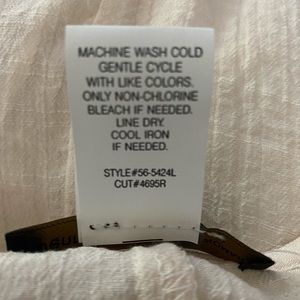 MACHINE WASH COLD
GENTLE CYCLE
WITH LIKE COLORS.
ONLY NON-CHLORINE
BLEACH IF NEEDED.
LINE DRY.
COOL IRON
IF NEEDED.
STYLE#56-5424L
CUT#4695R